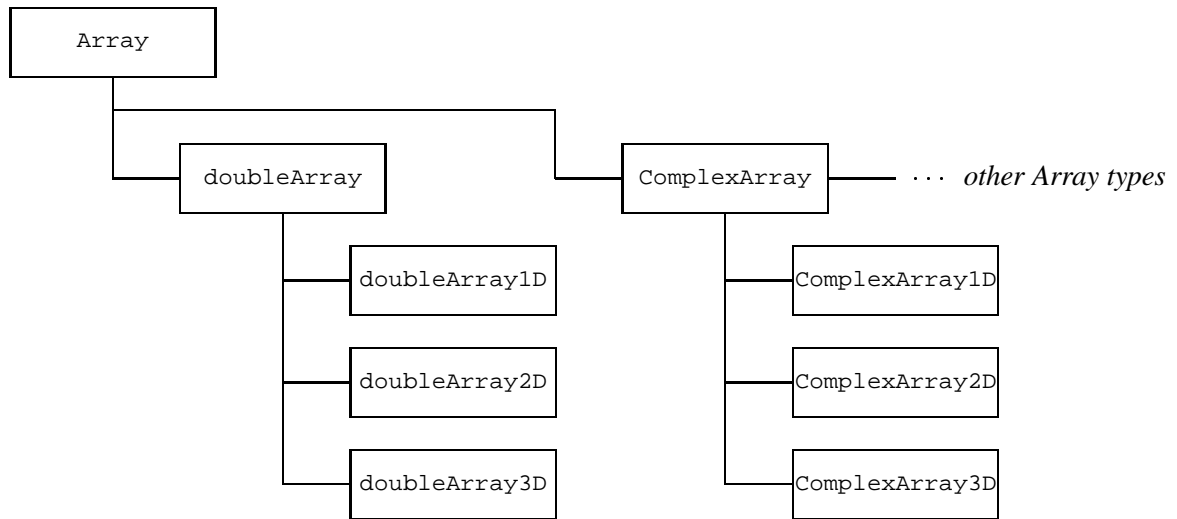 Array
doubleArray
ComplexArray
··· other Array types
doubleArray1D
ComplexArray1D
doubleArray2D
ComplexArray2D
doubleArray3D
ComplexArray3D